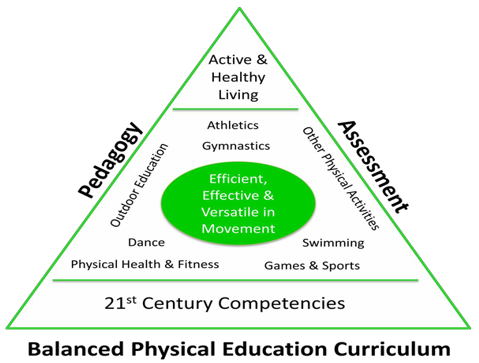 Active &
Healthy
Living
Pedagogy
Assessment
Athletics
Gymnastics
Outdoor Education
Other Physical Activities
Efficient,
Effective &
Versatile in
Movement
Dance
Swimming
Physical Health & Fitness
Games & Sports
21st Century Competencies
Balanced Physical Education Curriculum